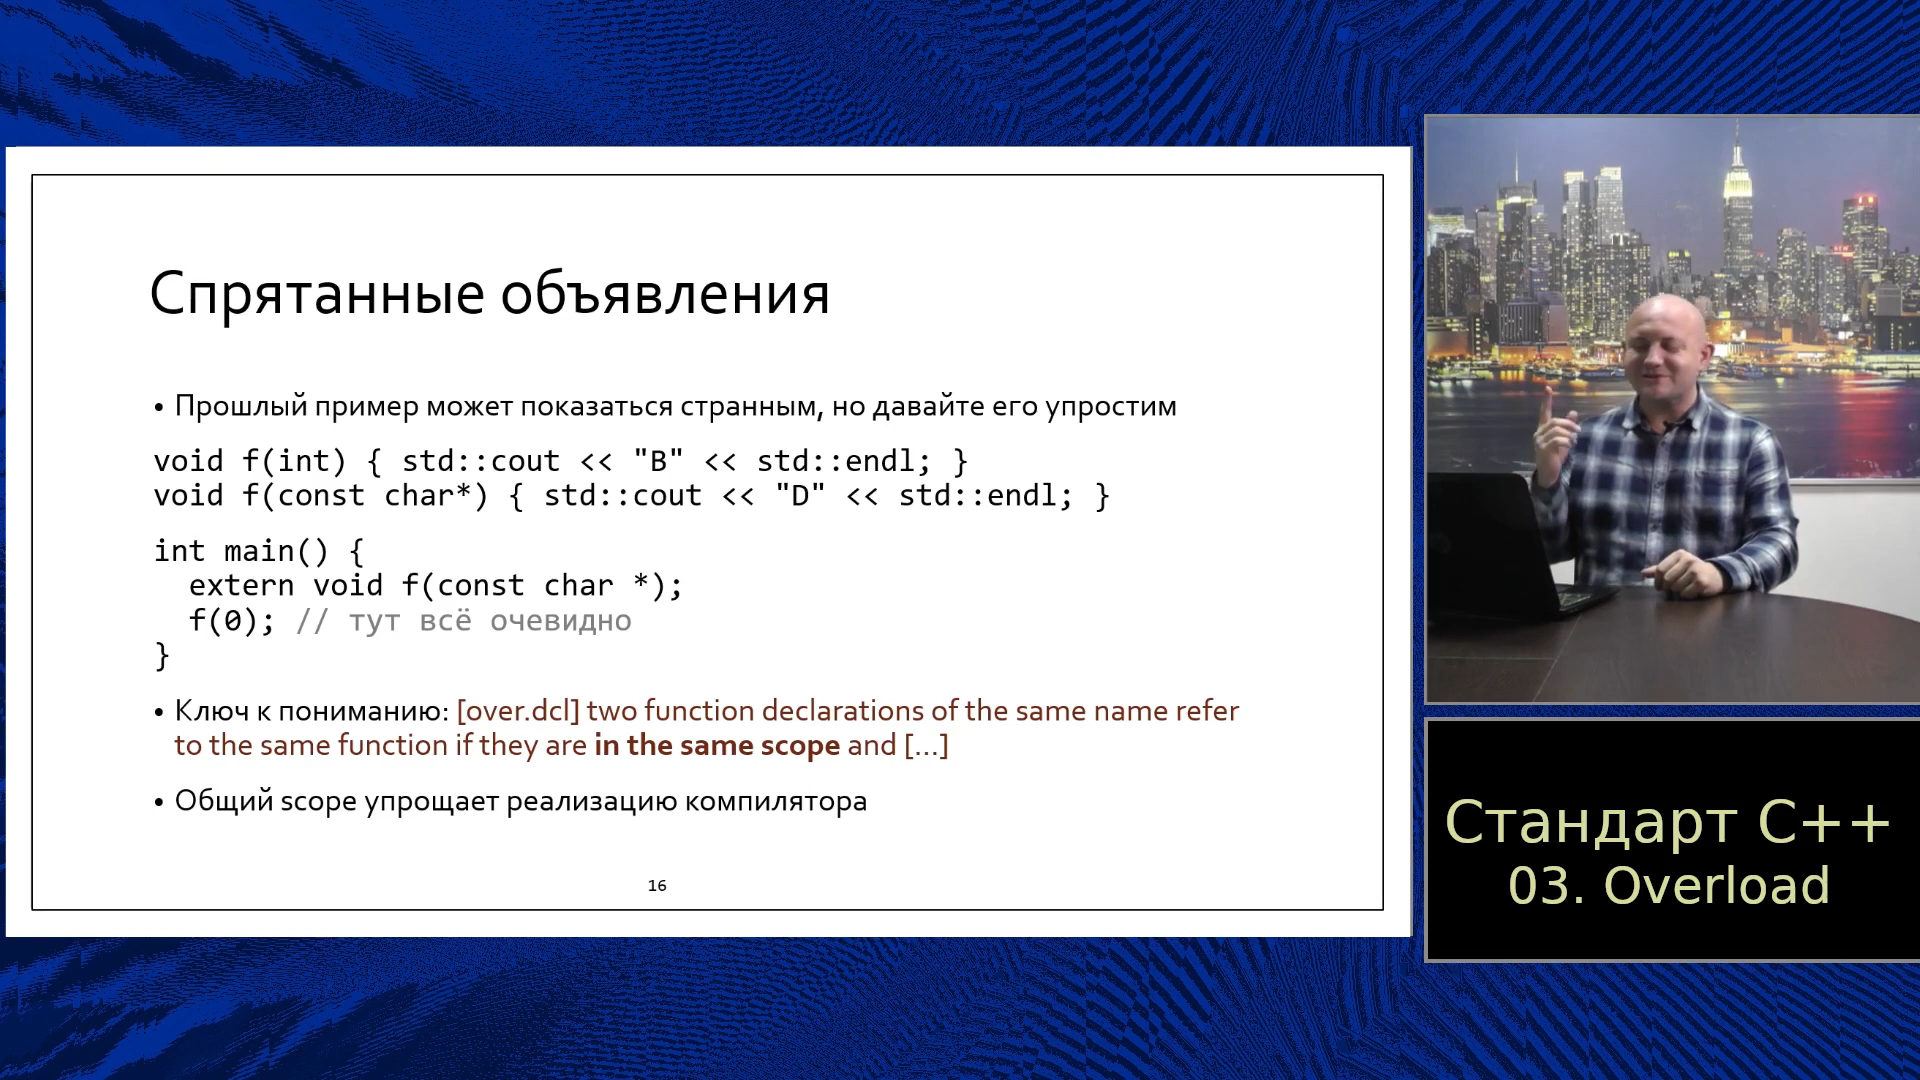 Спрятанные объявления
• Прошлый пример может показаться странным, но давайте его упростим
void f(int) { std::cout << "B" << std::endl; }
void f(const char*) { std::cout << "D" << std::endl; }
int main() {
  extern void f(const char *);
  f(0); // тут всё очевидно
}
• Ключ к пониманию: [over.dcl] two function declarations of the same name refer
to the same function if they are in the same scope and [...]
• Общий scope упрощает реализацию компилятора
16
Стандарт C++
03. Overload